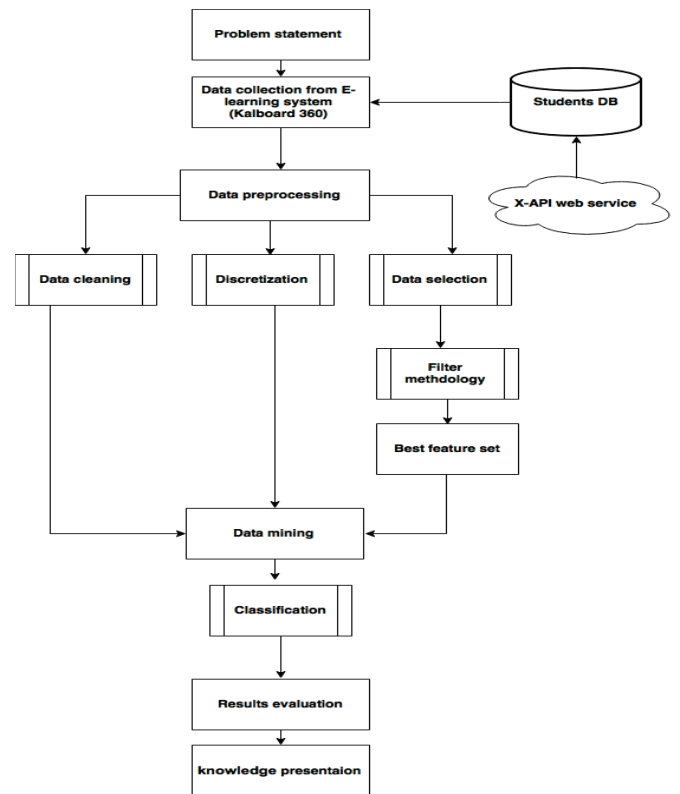 Problem statement
Data collection from E-
learning system
(Kalboard 360)
Students DB
Data preprocessing
X-API web service
Data cleaning
Discretization
Data selection
Filter
methdology
Best feature set
Data mining
Classification
Results evaluation
knowledge presentaion